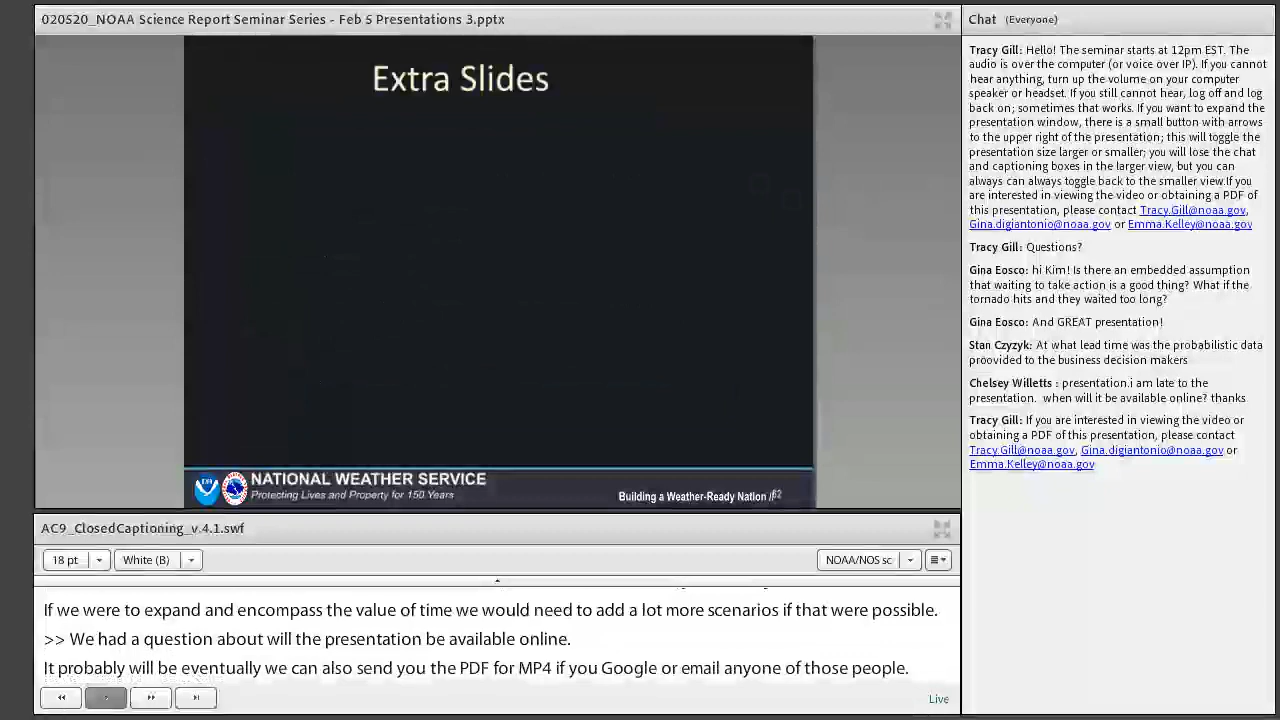 020520_NOAA Science Report Seminar Series - Feb 5 Presentations 3.pptx
Extra Slides
NATIONAL WEATHER SERVICE
Protecting Lives and Property for 150 Years
Building a Weather-Ready Nation //
62
AC9_ClosedCaptioning_v.4.1.swf
18 pt
White (B)
NOAA/NOS sc
If we were to expand and encompass the value of time we would need to add a lot more scenarios if that were possible.
>> We had a question about will the presentation be available online.
It probably will be eventually we can also send you the PDF for MP4 if you Google or email anyone of those people.
Live
Chat (Everyone)
Tracy Gill: Hello! The seminar starts at 12pm EST. The
audio is over the computer (or voice over IP). If you cannot
hear anything, turn up the volume on your computer
speaker or headset. If you still cannot hear, log off and log
back on; sometimes that works. If you want to expand the
presentation window, there is a small button with arrows
to the upper right of the presentation; this will toggle the
presentation size larger or smaller; you will lose the chat
and captioning boxes in the larger view, but you can
always can always toggle back to the smaller view.If you
are interested in viewing the video or obtaining a PDF of
this presentation, please contact Tracy.Gill@noaa.gov,
Gina.digiantonio@noaa.gov or Emma.Kelley@noaa.gov
Tracy Gill: Questions?
Gina Eosco: hi Kim! Is there an embedded assumption
that waiting to take action is a good thing? What if the
tornado hits and they waited too long?
Gina Eosco: And GREAT presentation!
Stan Czyzyk: At what lead time was the probabilistic data
proovided to the business decision makers
Chelsey Willetts : presentation.i am late to the
presentation. when will it be available online? thanks
Tracy Gill: If you are interested in viewing the video or
obtaining a PDF of this presentation, please contact
Tracy.Gill@noaa.gov, Gina.digiantonio@noaa.gov or
Emma.Kelley@noaa.gov